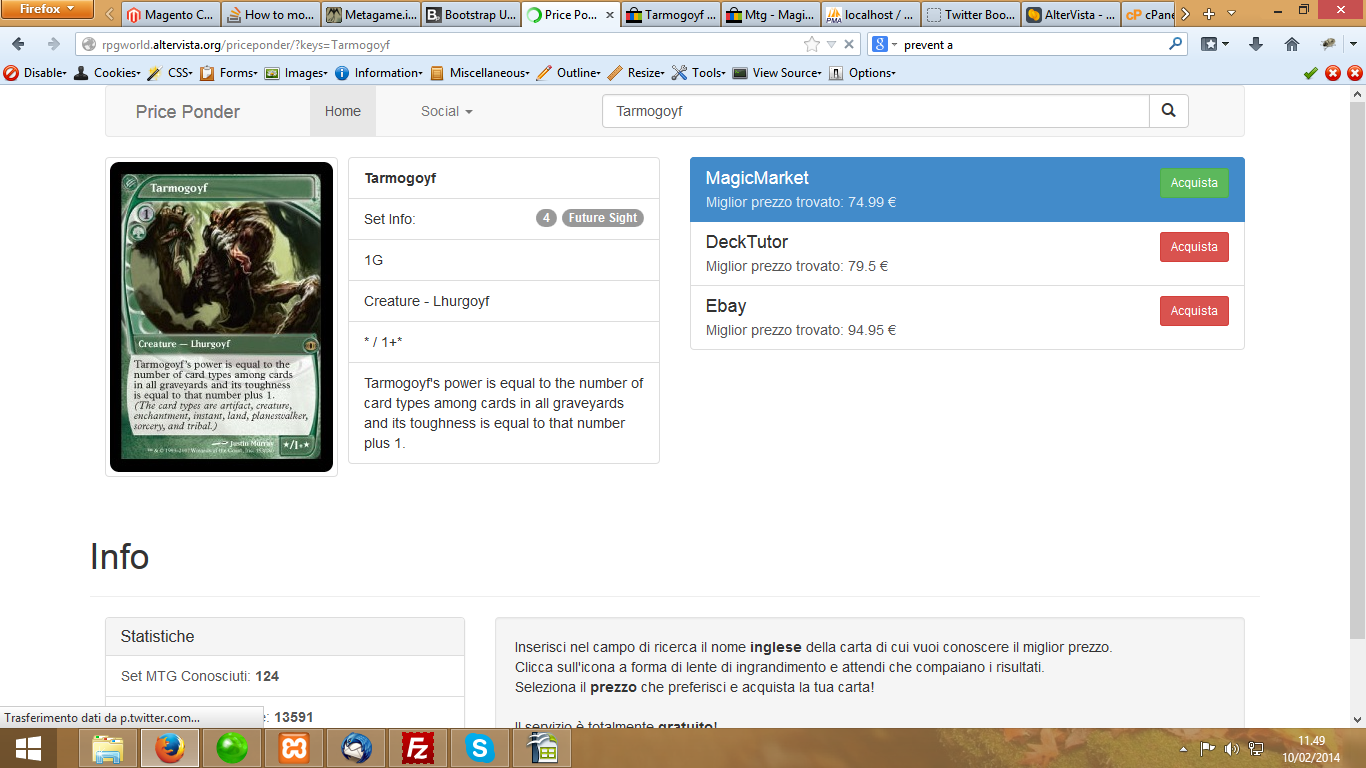 Firefox
Magento C...
How to mo...
Metagame.i...
Bootstrap U...
Price Po...
Tarmogoyf ...
Mtg - Magi...
localhost / ...
Twitter Boo...
AlterVista - ...
cPane
rpgworld.altervista.org/priceponder/?keys=Tarmogoyf
prevent a
Disable
Cookies
CSS
Forms
Images
Information
Miscellaneous
Outline
Resize
Tools
View Source
Options
Price Ponder
Home
Social
Tarmogoyf
Tarmogoyf
1
Creature — Lhurgoyf
Tarmogoyf's power is equal to the
number of card types among cards
in all graveyards and its toughness
is equal to that number plus 1.
(The card types are artifact, creature,
enchantment, instant, land, planeswalker,
sorcery, and tribal.)
Justin Murray
Tarmogoyf
Set Info:
4
Future Sight
1G
Creature - Lhurgoyf
* / 1+*
Tarmogoyf's power is equal to the number of
card types among cards in all graveyards
and its toughness is equal to that number
plus 1.
MagicMarket
Miglior prezzo trovato: 74.99 €
Acquista
DeckTutor
Miglior prezzo trovato: 79.5 €
Acquista
Ebay
Miglior prezzo trovato: 94.95 €
Acquista
Info
Statistiche
Set MTG Conosciuti: 124
13591
Inserisci nel campo di ricerca il nome inglese della carta di cui vuoi conoscere il miglior prezzo.
Clicca sull'icona a forma di lente di ingrandimento e attendi che compaiano i risultati.
Seleziona il prezzo che preferisci e acquista la tua carta!
Il servizio è totalmente gratuito!
Trasferimento dati da p.twitter.com...
11.49
10/02/2014